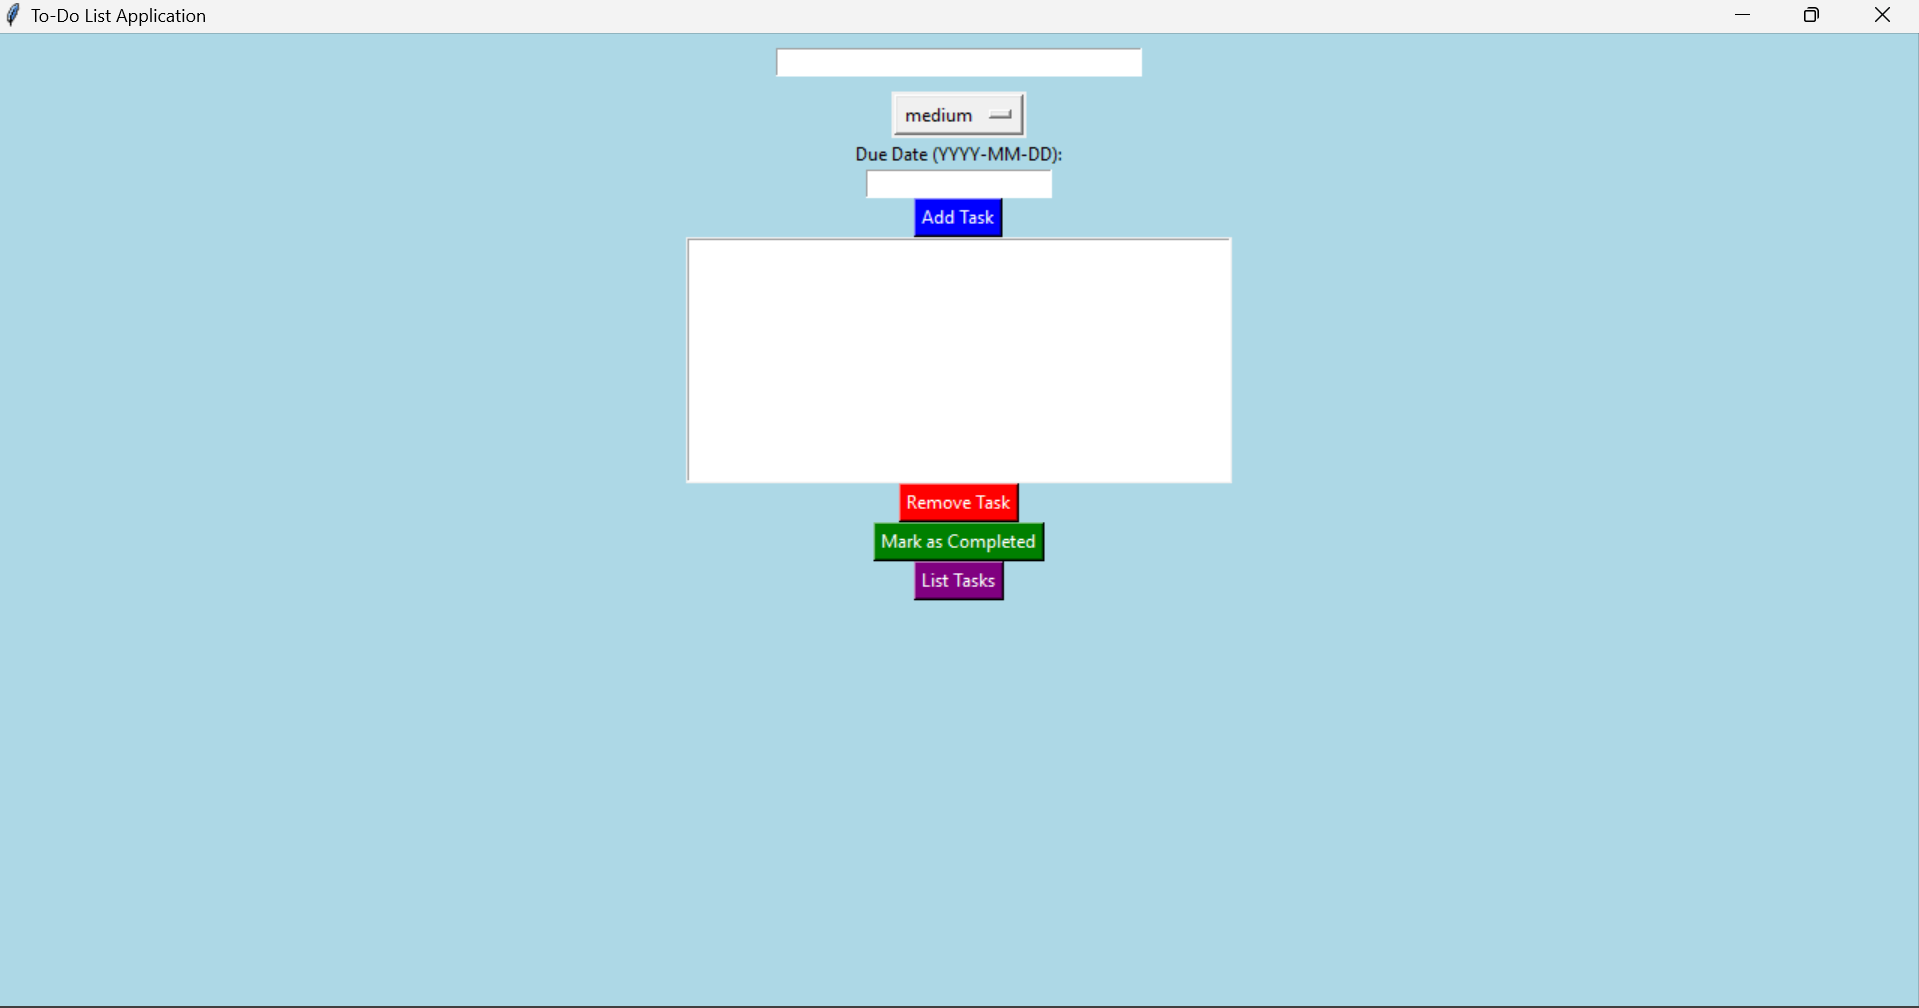 To-Do List Application
medium
Due Date (YYYY-MM-DD):
Add Task
Remove Task
Mark as Completed
List Tasks